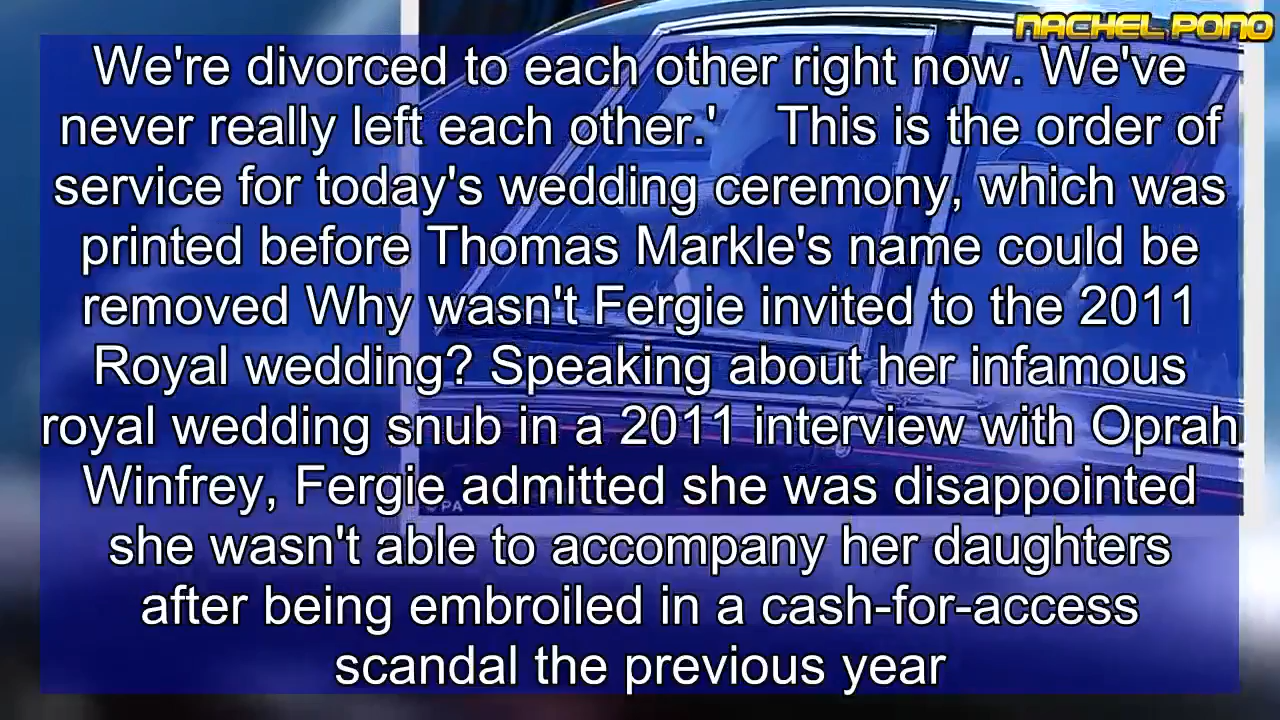 NACHEL PONO
We're divorced to each other right now. We've
never really left each other.' This is the order of
service for today's wedding ceremony, which was
printed before Thomas Markle's name could be
removed Why wasn't Fergie invited to the 2011
Royal wedding? Speaking about her infamous
royal wedding snub in a 2011 interview with Oprah
Winfrey, Fergie admitted she was disappointed
she wasn't able to accompany her daughters
after being embroiled in a cash-for-access
scandal the previous year
PA